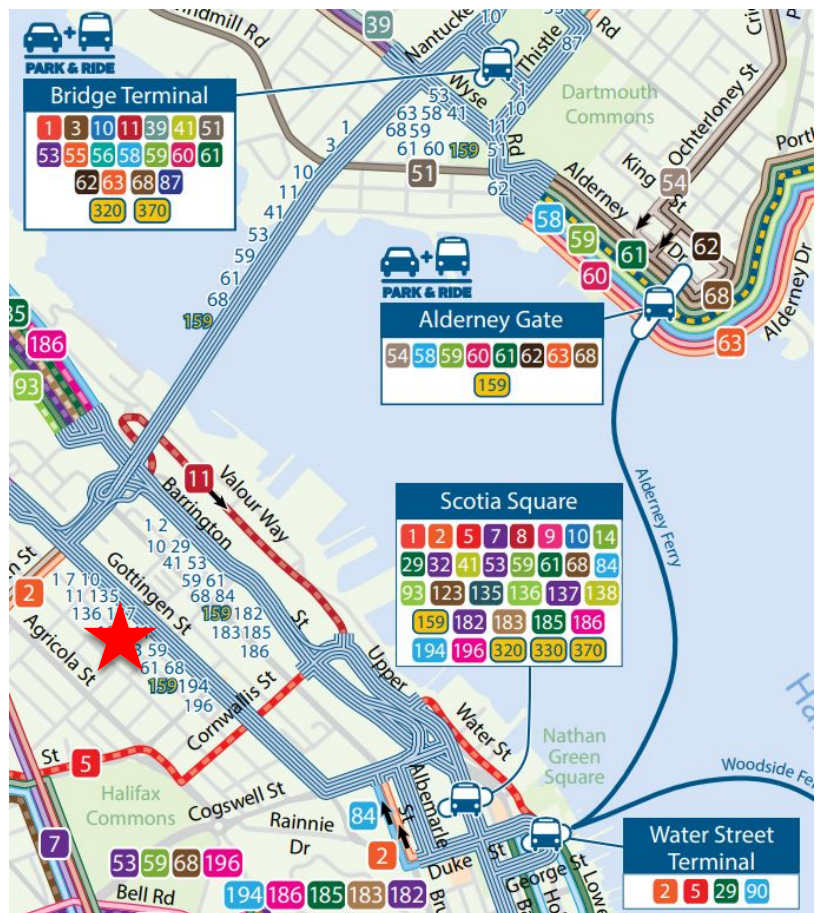 ndmill Rd
PARK & RIDE
39
Nantucket
10
Thistle
87
Rd
Bridge Terminal
1 3 10 11 39 41 51
53 55 56 58 59 60 61
62 63 68 87
320 370
Wyse
Rd
53
63 58 41
68 59
61 60 159
51
1
10
11
51
62
1
3
10
11
41
53
59
61
68
159
Dartmouth
Commons
Ochterloney St
King St
54
Alderney Dr
58
59
60
61
62
68
63
Alderney Dr
PARK & RIDE
Alderney Gate
54 58 59 60 61 62 63 68
159
186
93
11
Valour Way
Barrington
St
1 2
10 29
41 53
59 61
68 84
159 182
183 185
186
Gottingen St
2
1 7 10
11 135
136
59
61 68
159 194
196
Agricola St
Cornwallis St
Upper
Water St
Scotia Square
1 2 5 7 8 9 10 14
29 32 41 53 59 61 68 84
93 123 135 136 137 138
159 182 183 185 186
194 196 320 330 370
Alderney Ferry
Nathan
Green
Square
St
5
Halifax
Commons
Cogswell St
Rainnie
Dr
Albemarle
St
84
2
Duke St
George St
Woodside
Water Street
Terminal
2 5 29 90
7
53 59 68 196
Bell Rd
194 186 185 183 182